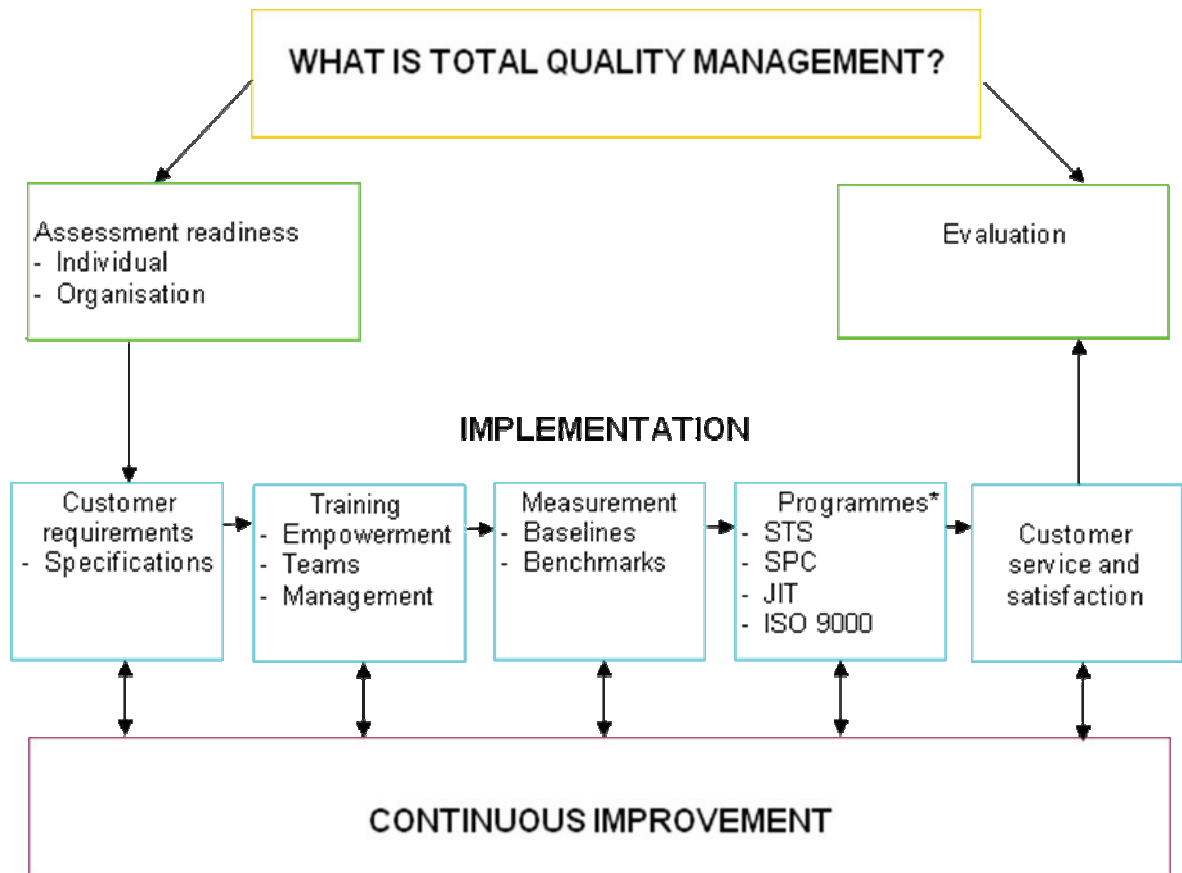 WHAT IS TOTAL QUALITY MANAGEMENT?
Assessment readiness
- Individual
- Organisation
Evaluation
IMPLEMENTATION
Customer
requirements
- Specifications
Training
- Empowerment
- Teams
- Management
Measurement
- Baselines
- Benchmarks
Programmes*
- STS
- SPC
- JIT
- ISO 9000
Customer
service and
satisfaction
CONTINUOUS IMPROVEMENT